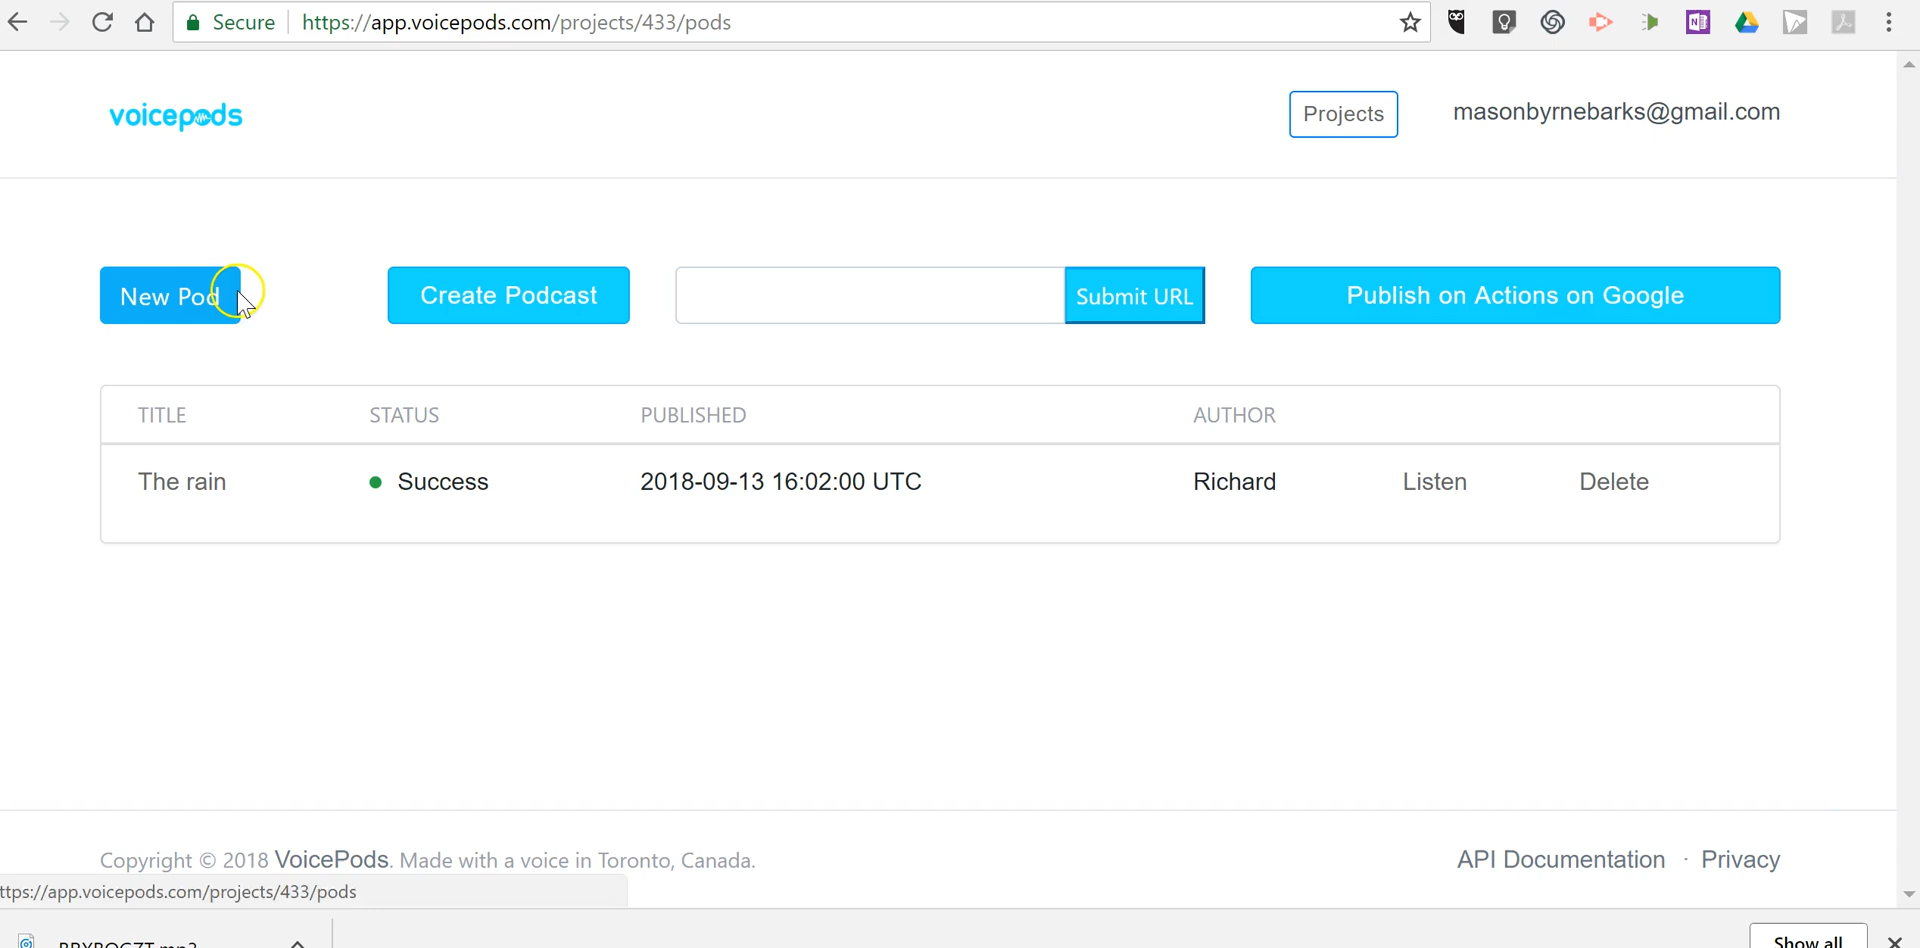 Secure https://app.voicepods.com/projects/433/pods
voicepods
Projects
masonbyrnebarks@gmail.com
New Pod
Create Podcast
Submit URL
Publish on Actions on Google
TITLE STATUS PUBLISHED AUTHOR
The rain Success 2018-09-13 16:02:00 UTC Richard Listen Delete
Copyright © 2018 VoicePods. Made with a voice in Toronto, Canada.
API Documentation · Privacy
ttps://app.voicepods.com/projects/433/pods
Show all